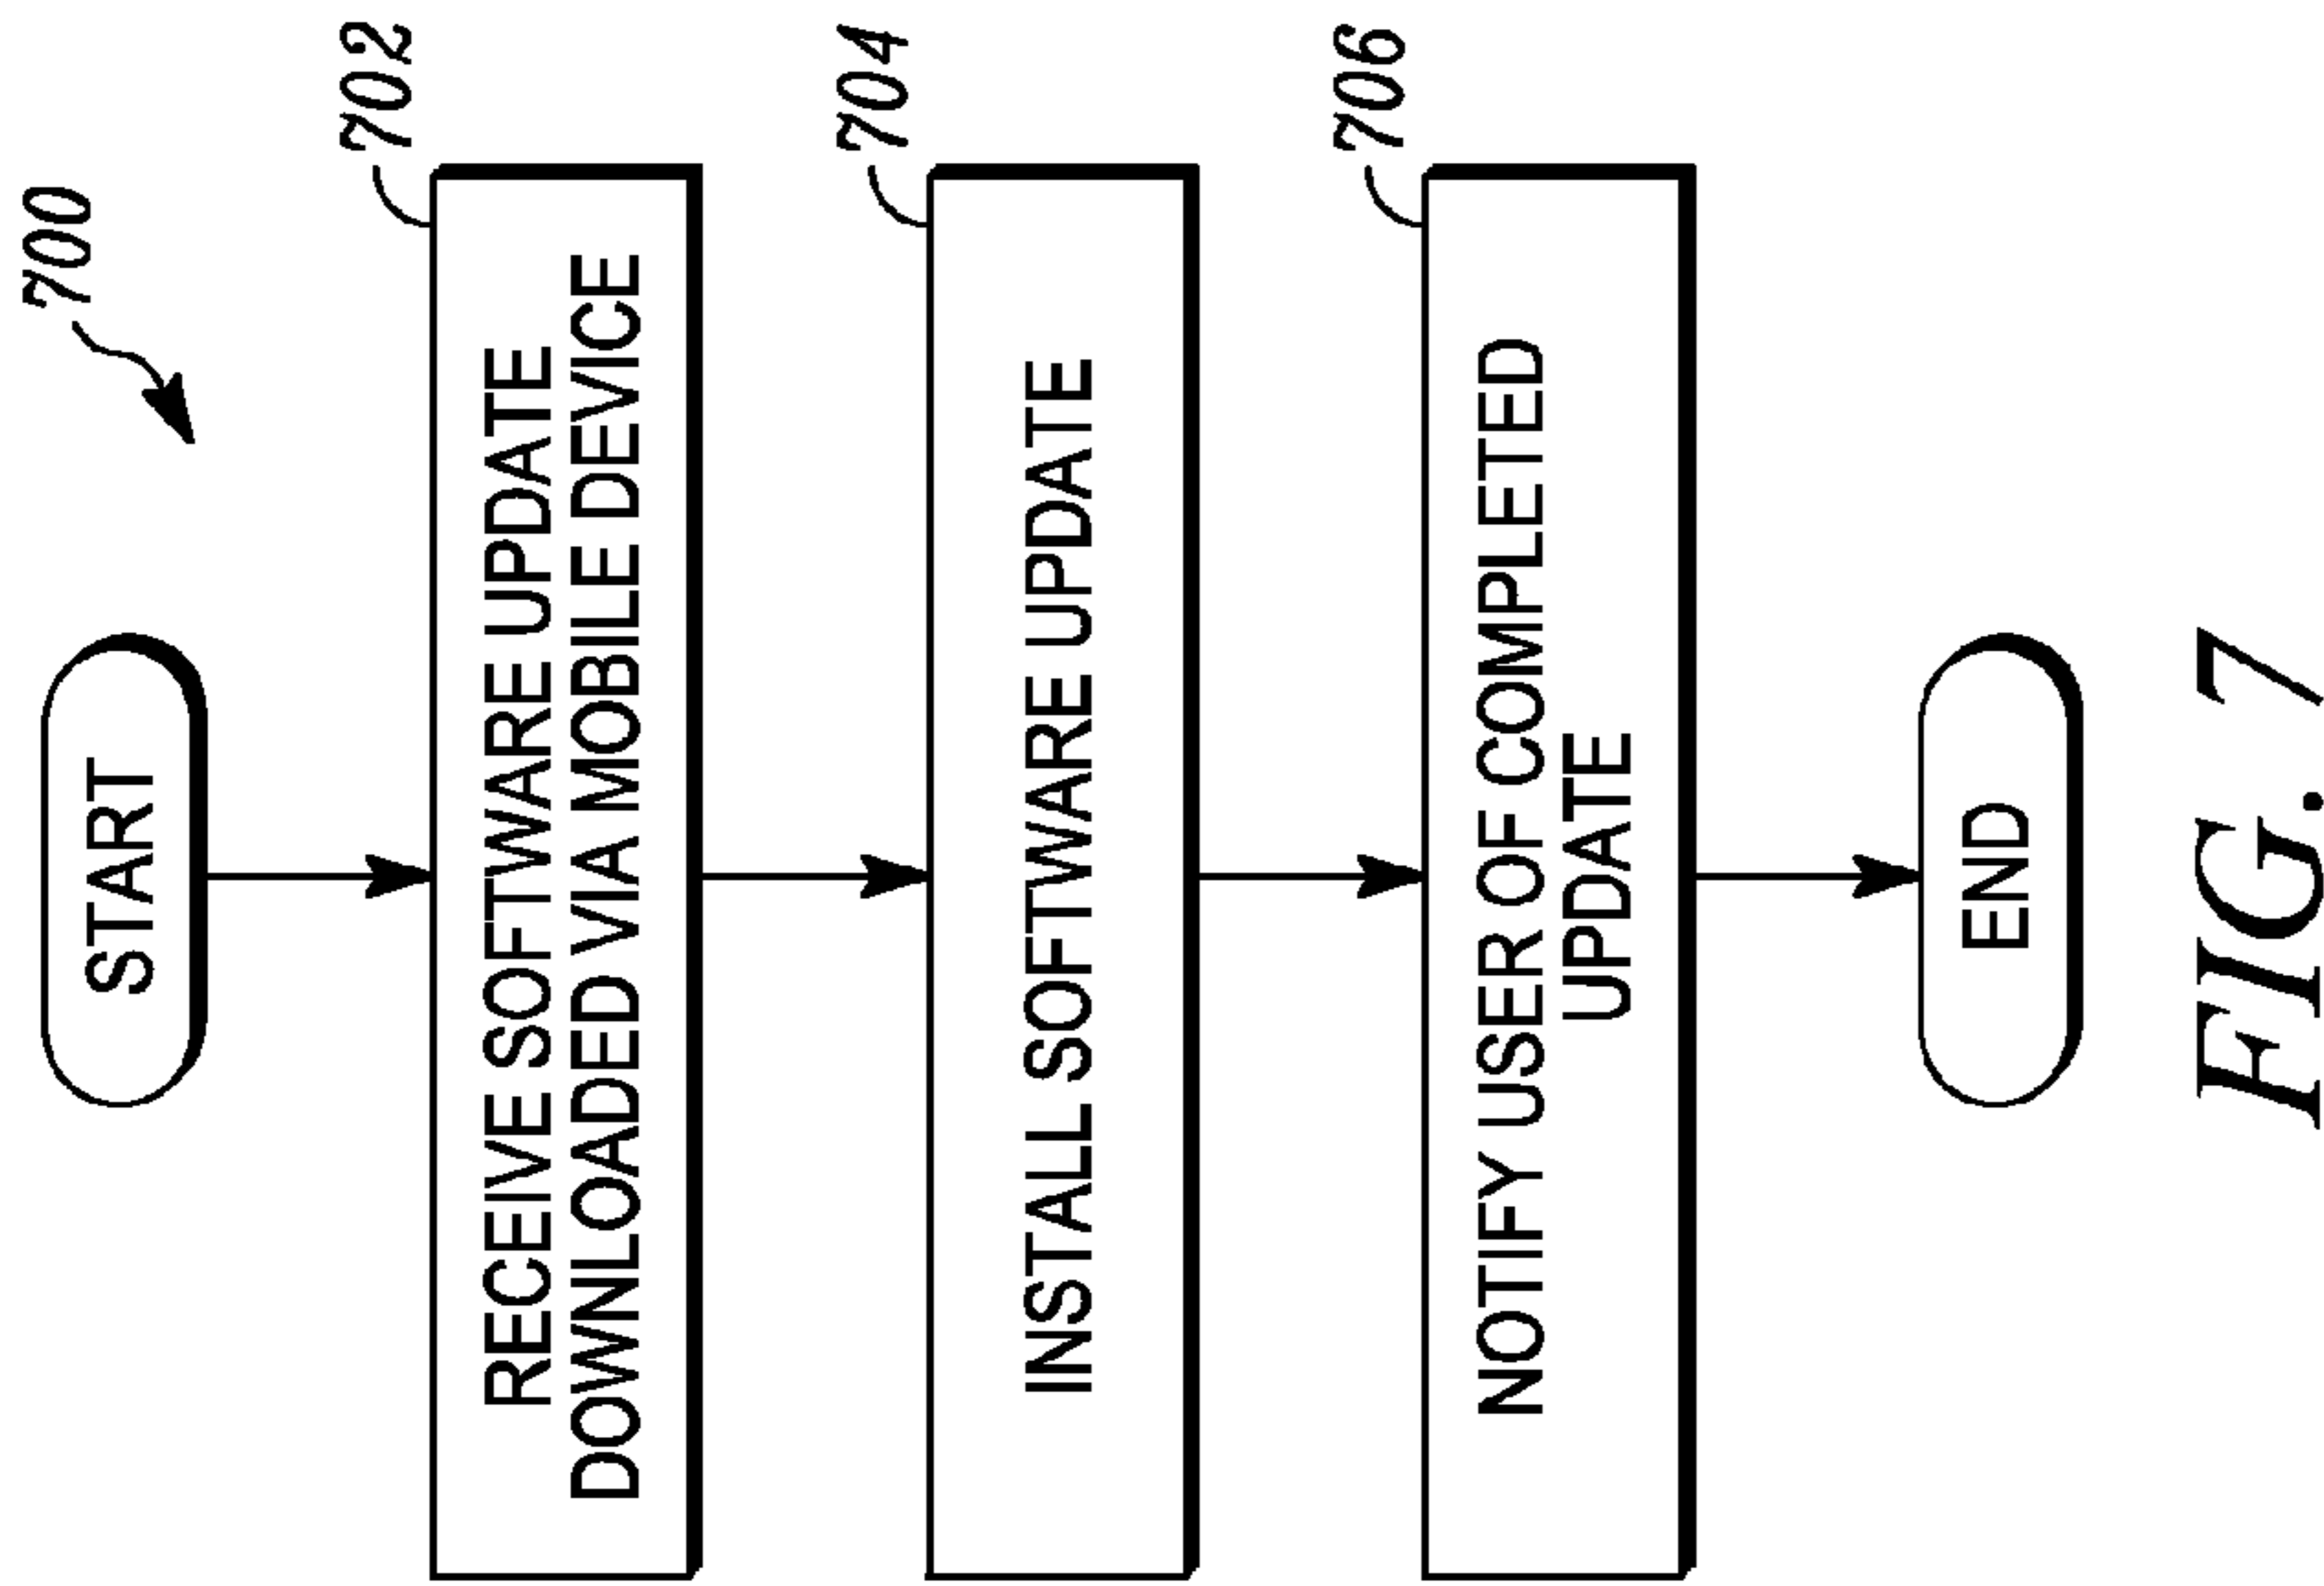 700
START
702
RECEIVE SOFTWARE UPDATE
DOWNLOADED VIA MOBILE DEVICE
704
INSTALL SOFTWARE UPDATE
706
NOTIFY USER OF COMPLETED
UPDATE
END
FIG. 7